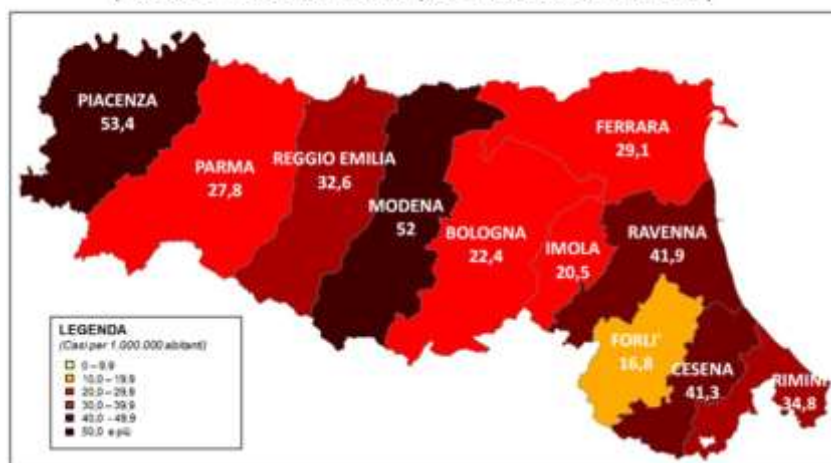 PIACENZA
53,4
PARMA
27,8
REGGIO EMILIA
32,6
MODENA
52
BOLOGNA
22,4
IMOLA
20,5
FERRARA
29,1
RAVENNA
41,9
FORLI'
16,8
CESENA
41,3
RIMINI
34,8
LEGENDA
(Casi per 1.000.000 abitanti)
0 – 9,9
10,0 – 19,9
20,0 – 29,9
30,0 – 39,9
40,0 – 49,9
50,0 e più